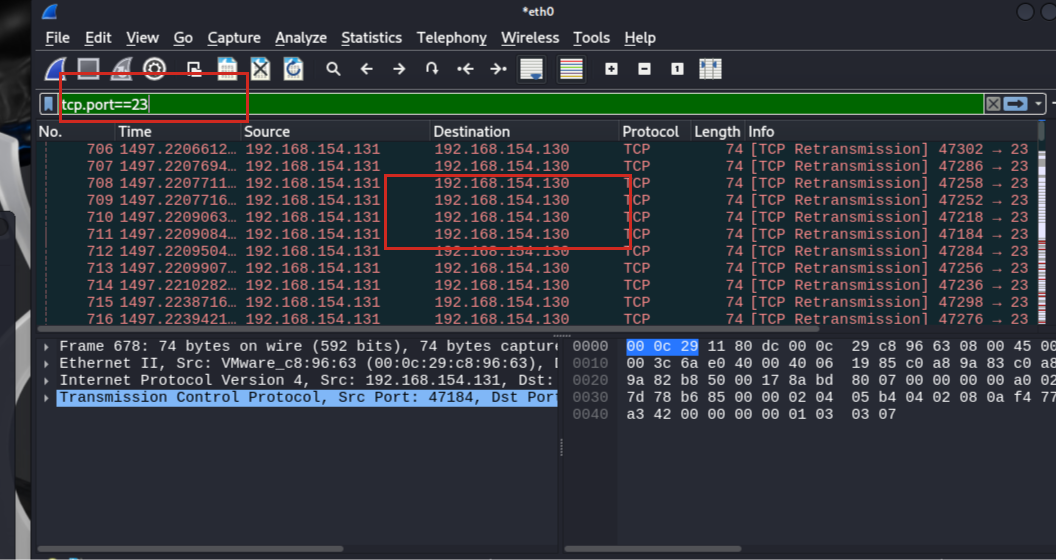 *eth0
File Edit View Go Capture Analyze Statistics Telephony Wireless Tools Help
tcp.port==23
No. Time Source Destination Protocol Length Info
706 1497.2206612… 192.168.154.131 192.168.154.130 TCP 74 [TCP Retransmission] 47302 → 23
707 1497.2207694… 192.168.154.131 192.168.154.130 TCP 74 [TCP Retransmission] 47286 → 23
708 1497.2207711… 192.168.154.131 192.168.154.130 TCP 74 [TCP Retransmission] 47258 → 23
709 1497.2207716… 192.168.154.131 192.168.154.130 TCP 74 [TCP Retransmission] 47252 → 23
710 1497.2209063… 192.168.154.131 192.168.154.130 TCP 74 [TCP Retransmission] 47218 → 23
711 1497.2209084… 192.168.154.131 192.168.154.130 TCP 74 [TCP Retransmission] 47184 → 23
712 1497.2209504… 192.168.154.131 192.168.154.130 TCP 74 [TCP Retransmission] 47284 → 23
713 1497.2209907… 192.168.154.131 192.168.154.130 TCP 74 [TCP Retransmission] 47256 → 23
714 1497.2210282… 192.168.154.131 192.168.154.130 TCP 74 [TCP Retransmission] 47236 → 23
715 1497.2238716… 192.168.154.131 192.168.154.130 TCP 74 [TCP Retransmission] 47298 → 23
716 1497.2239421… 192.168.154.131 192.168.154.130 TCP 74 [TCP Retransmission] 47276 → 23
Frame 678: 74 bytes on wire (592 bits), 74 bytes capture
Ethernet II, Src: VMware_c8:96:63 (00:0c:29:c8:96:63),
Internet Protocol Version 4, Src: 192.168.154.131, Dst:
Transmission Control Protocol, Src Port: 47184, Dst Por
0000 00 0c 29 11 80 dc 00 0c 29 c8 96 63 08 00 45 00
0010 00 3c 6a e0 40 00 40 06 19 85 c0 a8 9a 83 c0 a8
0020 9a 82 b8 50 00 17 8a bd 80 07 00 00 00 00 a0 02
0030 7d 78 b6 85 00 00 02 04 05 b4 04 02 08 0a f4 77
0040 a3 42 00 00 00 00 01 03 03 07